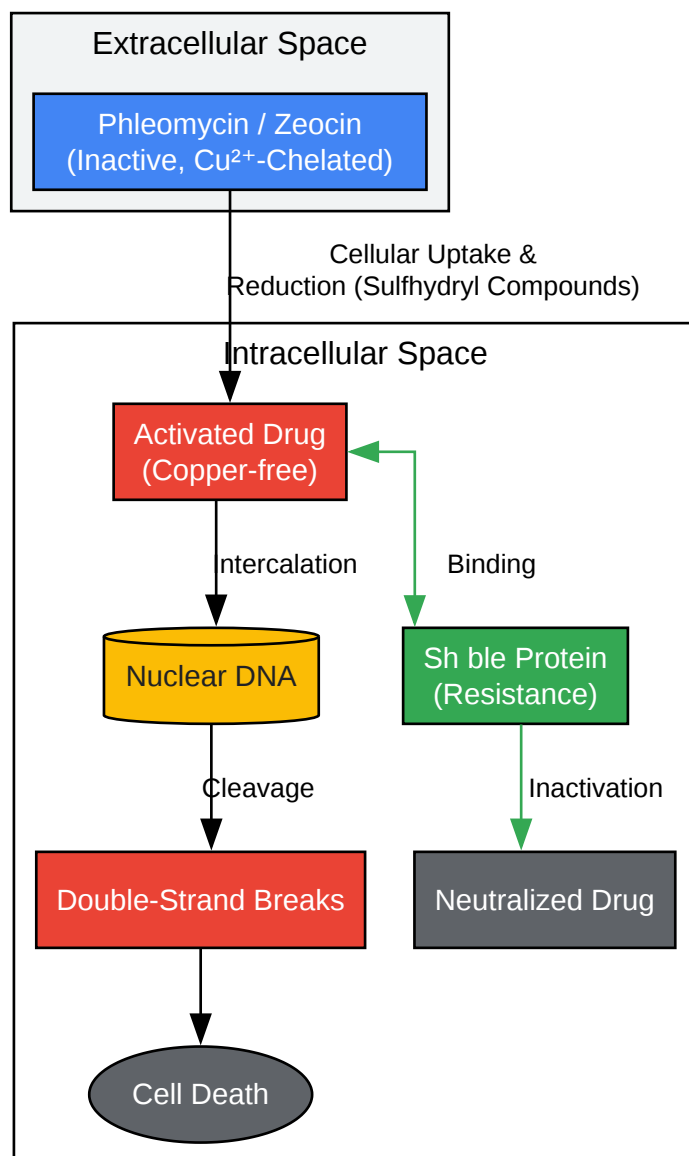 Extracellular Space
Phleomycin / Zeocin
(Inactive, Cu²⁺-Chelated)
Cellular Uptake &
Reduction (Sulfhydryl Compounds)
Intracellular Space
Activated Drug
(Copper-free)
Intercalation
Binding
Nuclear DNA
Sh ble Protein
(Resistance)
Cleavage
Inactivation
Double-Strand Breaks
Neutralized Drug
Cell Death